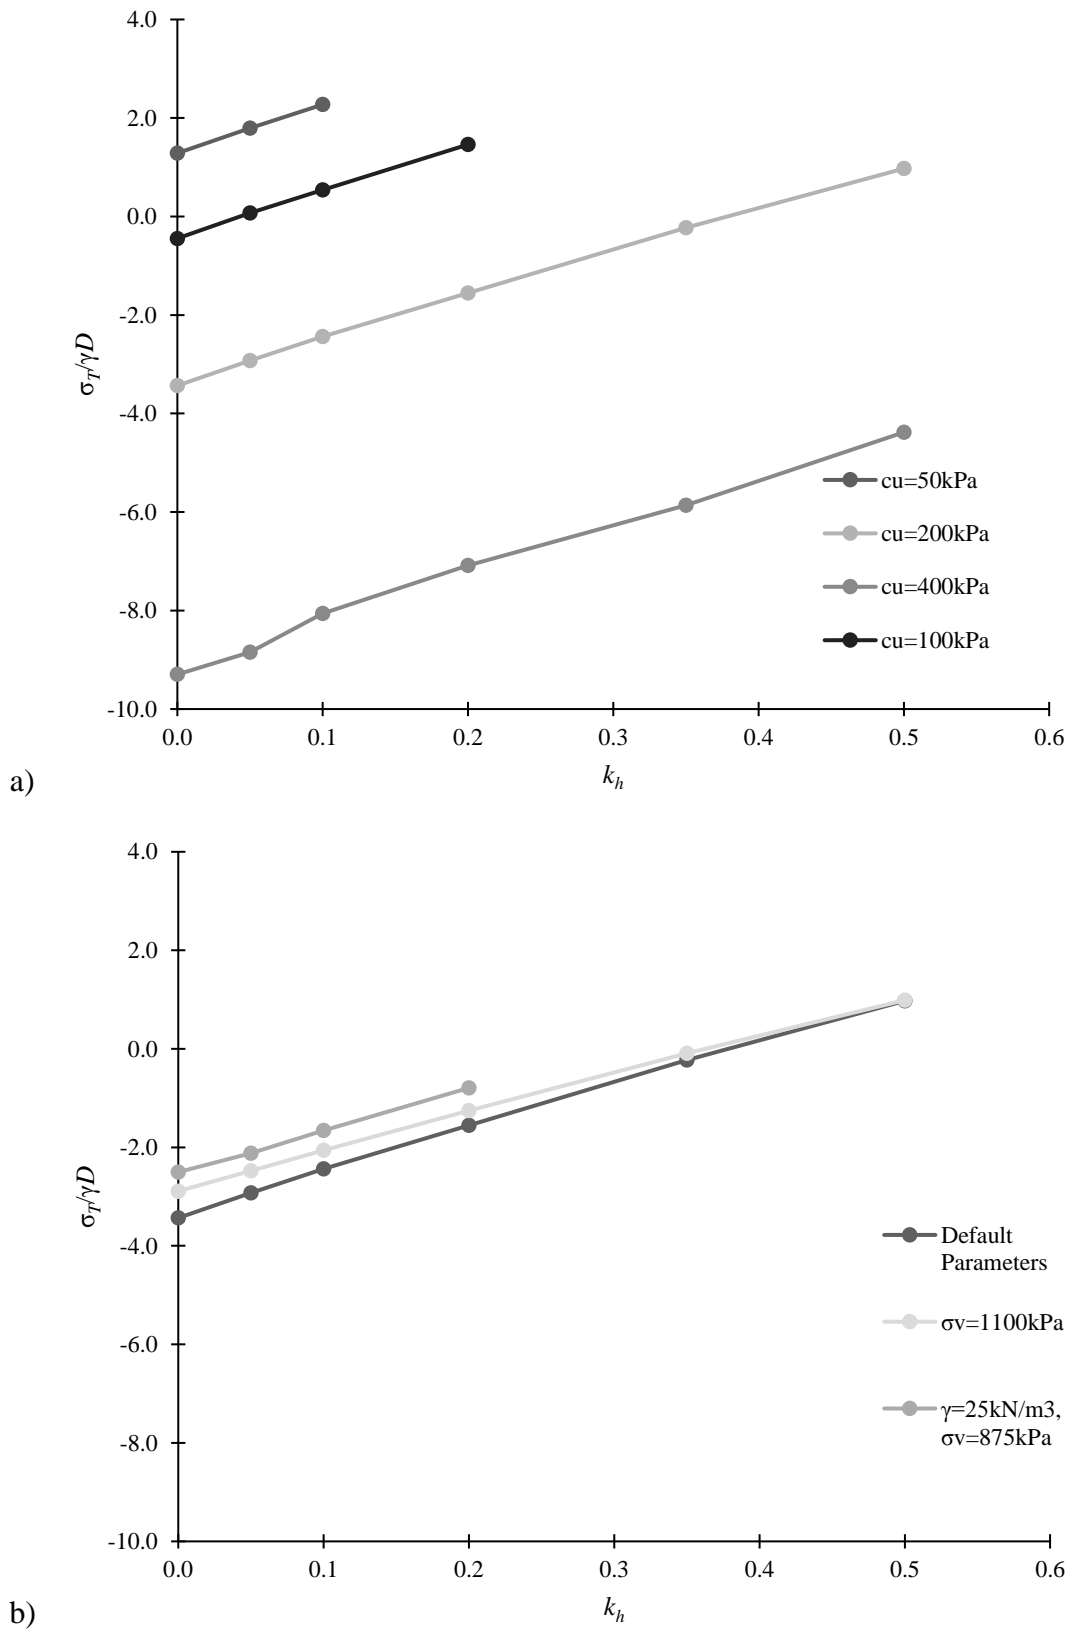 4.0
2.0
0.0
-2.0
-4.0
-6.0
-8.0
-10.0
σT/γD
0.0 0.1 0.2 0.3 0.4 0.5 0.6
kh
cu=50kPa
cu=200kPa
cu=400kPa
cu=100kPa
a)
4.0
2.0
0.0
-2.0
-4.0
-6.0
-8.0
-10.0
σT/γD
0.0 0.1 0.2 0.3 0.4 0.5 0.6
kh
Default
Parameters
σv=1100kPa
γ=25kN/m3,
σv=875kPa
b)